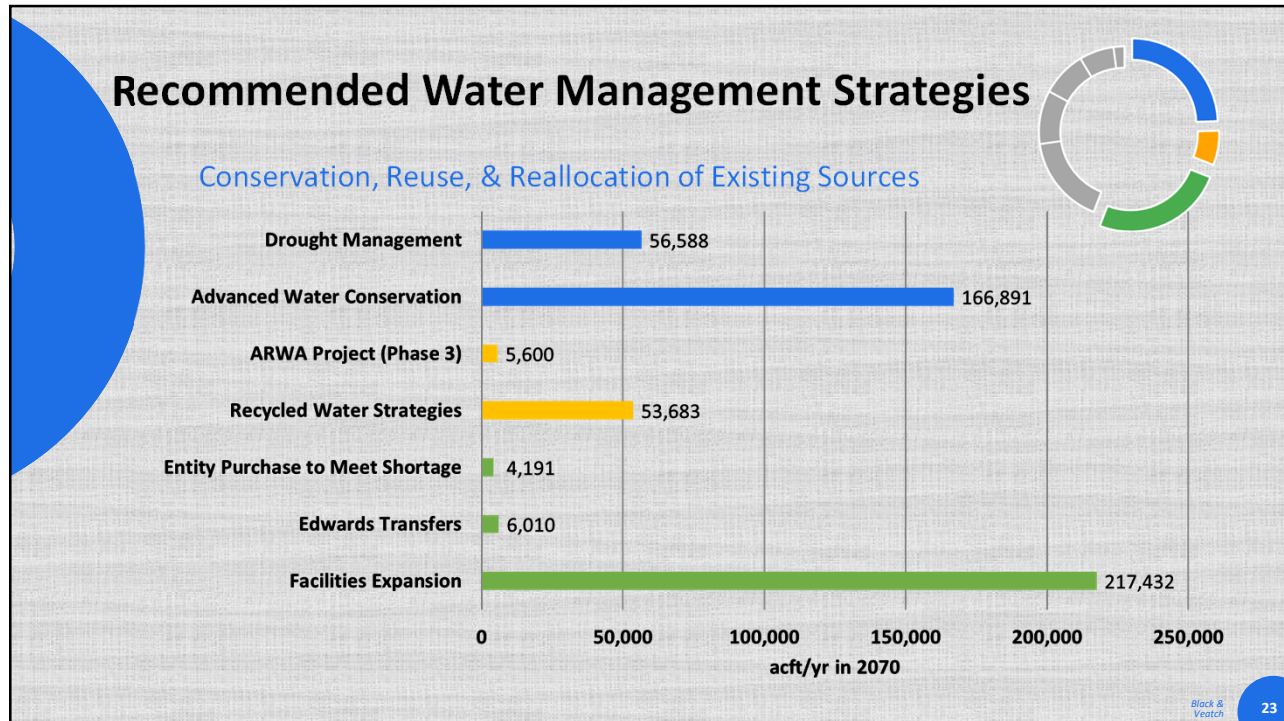 Recommended Water Management Strategies
Conservation, Reuse, & Reallocation of Existing Sources
Drought Management 56,588
Advanced Water Conservation 166,891
ARWA Project (Phase 3) 5,600
Recycled Water Strategies 53,683
Entity Purchase to Meet Shortage 4,191
Edwards Transfers 6,010
Facilities Expansion 217,432
0 50,000 100,000 150,000 200,000 250,000
acft/yr in 2070
Black &
Veatch
23